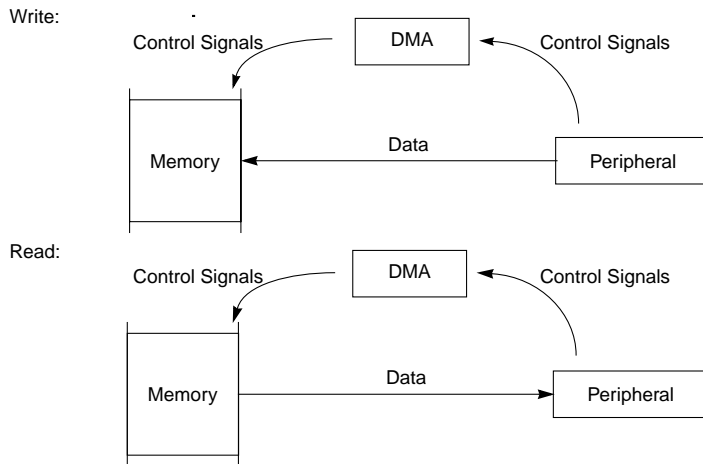 Write:
Control Signals
DMA
Control Signals
Memory
Data
Peripheral
Read:
Control Signals
DMA
Control Signals
Memory
Data
Peripheral